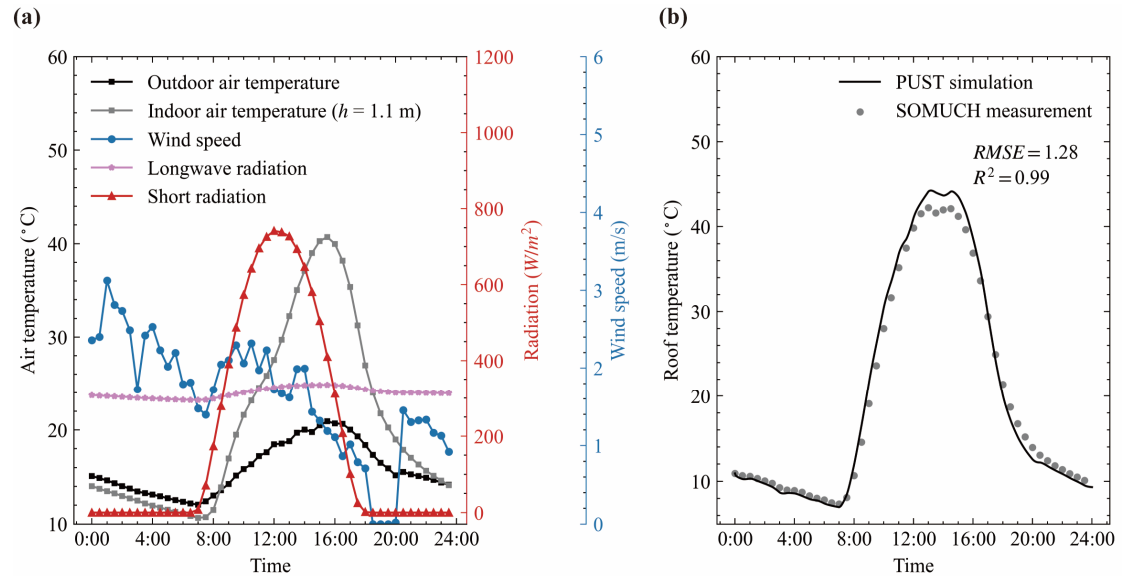 (a)
60
50
40
30
20
10
Air temperature (°C)
0:00 4:00 8:00 12:00 16:00 20:00 24:00
Time
Outdoor air temperature
Indoor air temperature (h = 1.1 m)
Wind speed
Longwave radiation
Short radiation
1200
1000
800
600
400
200
0
Radiation (W/m²)
6
5
4
3
2
1
0
Wind speed (m/s)
(b)
60
50
40
30
20
10
Roof temperature (°C)
0:00 4:00 8:00 12:00 16:00 20:00 24:00
Time
PUST simulation
SOMUCH measurement
RMSE = 1.28
R² = 0.99